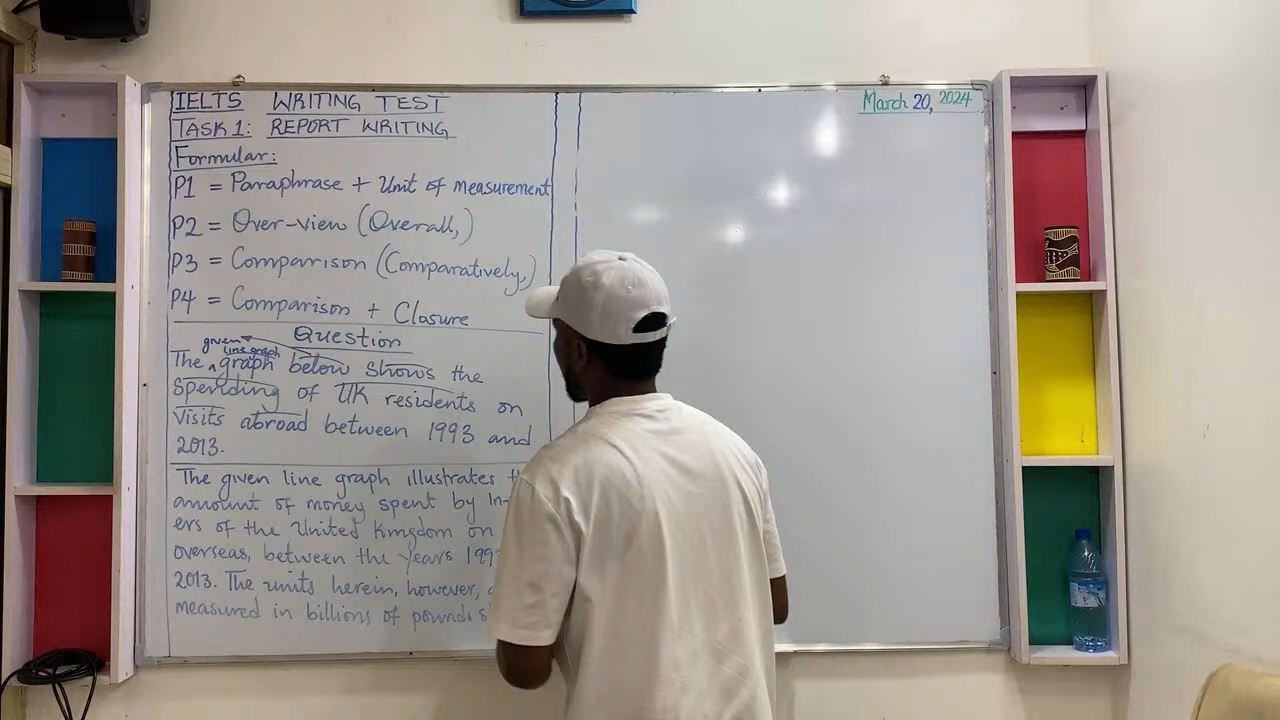 IELTS WRITING TEST
TASK 1: REPORT WRITING
Formular:
P1 = Paraphrase + Unit of measurement
P2 = Over-view (Overall,)
P3 = Comparison (Comparatively,)
P4 = Comparison + Closure
Question
given line graph
The ^ graph below shows the
spending of UK residents on
visits abroad between 1993 and
2013.
The given line graph illustrates
amount of money spent by In-
ers of the United Kingdom on
overseas, between the years 199
2013. The units herein, however,
measured in billions of pounds
March 20, 2024